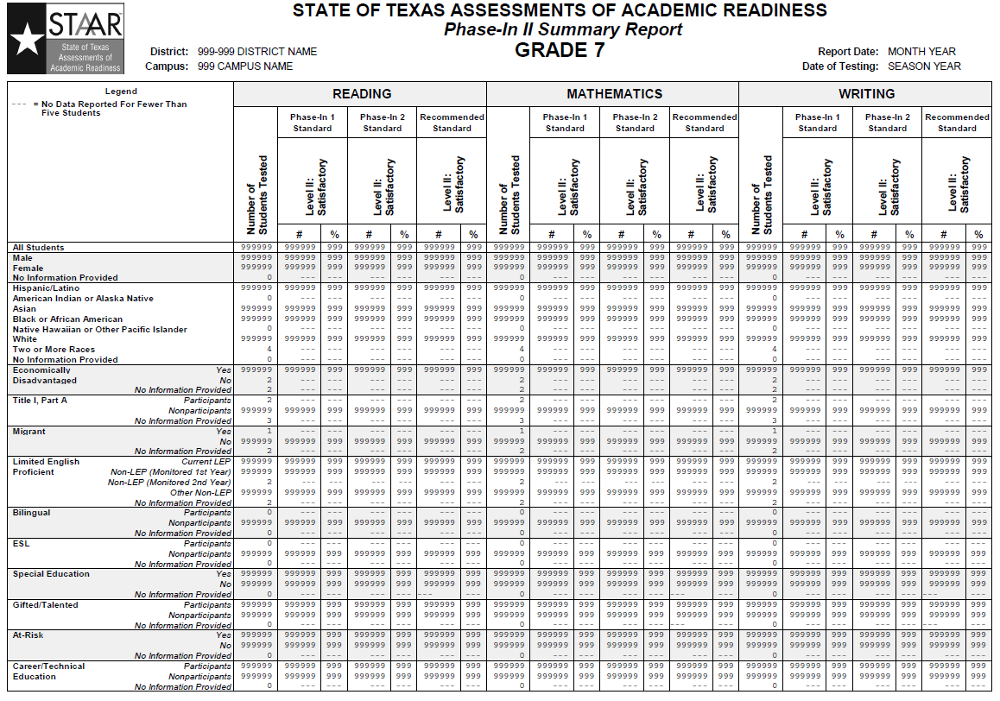 STAAR
State of Texas
Assessments of
Academic Readiness
STATE OF TEXAS ASSESSMENTS OF ACADEMIC READINESS
Phase-In II Summary Report
GRADE 7
District: 999-999 DISTRICT NAME
Campus: 999 CAMPUS NAME
Report Date: MONTH YEAR
Date of Testing: SEASON YEAR
Legend
--- = No Data Reported For Fewer Than
Five Students
READING MATHEMATICS WRITING
Phase-In 1 Phase-In 2 Recommended Phase-In 1 Phase-In 2 Recommended Phase-In 1 Phase-In 2 Recommended
Standard Standard Standard Standard Standard Standard Standard Standard Standard
Number of Level II: Level II: Level II: Number of Level II: Level II: Level II: Number of Level II: Level II: Level II:
Students Tested Satisfactory Satisfactory Satisfactory Students Tested Satisfactory Satisfactory Satisfactory Students Tested Satisfactory Satisfactory Satisfactory
# % # % # % # % # % # % # % # % # %
All Students 999999 999999 999 999999 999 999999 999 999999 999999 999 999999 999 999999 999 999999 999999 999 999999 999 999999 999
Male 999999 999999 999 999999 999 999999 999 999999 999999 999 999999 999 999999 999 999999 999999 999 999999 999 999999 999
Female 999999 999999 999 999999 999 999999 999 999999 999999 999 999999 999 999999 999 999999 999999 999 999999 999 999999 999
No Information Provided 0 --- --- --- --- --- --- 0 --- --- --- --- --- --- 0 --- --- --- --- --- ---
Hispanic/Latino 999999 999999 999 999999 999 999999 999 999999 999999 999 999999 999 999999 999 999999 999999 999 999999 999 999999 999
American Indian or Alaska Native 0 --- --- --- --- --- --- 0 --- --- --- --- --- --- 0 --- --- --- --- --- ---
Asian 999999 999999 999 999999 999 999999 999 999999 999999 999 999999 999 999999 999 999999 999999 999 999999 999 999999 999
Black or African American 999999 999999 999 999999 999 999999 999 999999 999999 999 999999 999 999999 999 999999 999999 999 999999 999 999999 999
Native Hawaiian or Other Pacific Islander 0 --- --- --- --- --- --- 0 --- --- --- --- --- --- 0 --- --- --- --- --- ---
White 999999 999999 999 999999 999 999999 999 999999 999999 999 999999 999 999999 999 999999 999999 999 999999 999 999999 999
Two or More Races 4 --- --- --- --- --- --- 4 --- --- --- --- --- --- 4 --- --- --- --- --- ---
No Information Provided 0 --- --- --- --- --- --- 0 --- --- --- --- --- --- 0 --- --- --- --- --- ---
Economically Yes 999999 999999 999 999999 999 999999 999 999999 999999 999 999999 999 999999 999 999999 999999 999 999999 999 999999 999
Disadvantaged No 2 --- --- --- --- --- --- 2 --- --- --- --- --- --- 2 --- --- --- --- --- ---
No Information Provided 2 --- --- --- --- --- --- 2 --- --- --- --- --- --- 2 --- --- --- --- --- ---
Title I, Part A Participants 2 --- --- --- --- --- --- 2 --- --- --- --- --- --- 2 --- --- --- --- --- ---
Nonparticipants 999999 999999 999 999999 999 999999 999 999999 999999 999 999999 999 999999 999 999999 999999 999 999999 999 999999 999
No Information Provided 3 --- --- --- --- --- --- 3 --- --- --- --- --- --- 3 --- --- --- --- --- ---
Migrant Yes 1 --- --- --- --- --- --- 1 --- --- --- --- --- --- 1 --- --- --- --- --- ---
No 999999 999999 999 999999 999 999999 999 999999 999999 999 999999 999 999999 999 999999 999999 999 999999 999 999999 999
No Information Provided 2 --- --- --- --- --- --- 2 --- --- --- --- --- --- 2 --- --- --- --- --- ---
Limited English Current LEP 999999 999999 999 999999 999 999999 999 999999 999999 999 999999 999 999999 999 999999 999999 999 999999 999 999999 999
Proficient Non-LEP (Monitored 1st Year) 999999 999999 999 999999 999 999999 999 999999 999999 999 999999 999 999999 999 999999 999999 999 999999 999 999999 999
Non-LEP (Monitored 2nd Year) 2 --- --- --- --- --- --- 2 --- --- --- --- --- --- 2 --- --- --- --- --- ---
Other Non-LEP 999999 999999 999 999999 999 999999 999 999999 999999 999 999999 999 999999 999 999999 999999 999 999999 999 999999 999
No Information Provided 2 --- --- --- --- --- --- 2 --- --- --- --- --- --- 2 --- --- --- --- --- ---
Bilingual Participants 0 --- --- --- --- --- --- 0 --- --- --- --- --- --- 0 --- --- --- --- --- ---
Nonparticipants 999999 999999 999 999999 999 999999 999 999999 999999 999 999999 999 999999 999 999999 999999 999 999999 999 999999 999
No Information Provided 0 --- --- --- --- --- --- 0 --- --- --- --- --- --- 0 --- --- --- --- --- ---
ESL Participants 0 --- --- --- --- --- --- 0 --- --- --- --- --- --- 0 --- --- --- --- --- ---
Nonparticipants 999999 999999 999 999999 999 999999 999 999999 999999 999 999999 999 999999 999 999999 999999 999 999999 999 999999 999
No Information Provided 0 --- --- --- --- --- --- 0 --- --- --- --- --- --- 0 --- --- --- --- --- ---
Special Education Yes 999999 999999 999 999999 999 999999 999 999999 999999 999 999999 999 999999 999 999999 999999 999 999999 999 999999 999
No 999999 999999 999 999999 999 999999 999 999999 999999 999 999999 999 999999 999 999999 999999 999 999999 999 999999 999
No Information Provided 0 --- --- --- --- --- --- 0 --- --- --- --- --- --- 0 --- --- --- --- --- ---
Gifted/Talented Participants 999999 999999 999 999999 999 999999 999 999999 999999 999 999999 999 999999 999 999999 999999 999 999999 999 999999 999
Nonparticipants 999999 999999 999 999999 999 999999 999 999999 999999 999 999999 999 999999 999 999999 999999 999 999999 999 999999 999
No Information Provided 0 --- --- --- --- --- --- 0 --- --- --- --- --- --- 0 --- --- --- --- --- ---
At-Risk Yes 999999 999999 999 999999 999 999999 999 999999 999999 999 999999 999 999999 999 999999 999999 999 999999 999 999999 999
No 999999 999999 999 999999 999 999999 999 999999 999999 999 999999 999 999999 999 999999 999999 999 999999 999 999999 999
No Information Provided 0 --- --- --- --- --- --- 0 --- --- --- --- --- --- 0 --- --- --- --- --- ---
Career/Technical Participants 999999 999999 999 999999 999 999999 999 999999 999999 999 999999 999 999999 999 999999 999999 999 999999 999 999999 999
Education Nonparticipants 999999 999999 999 999999 999 999999 999 999999 999999 999 999999 999 999999 999 999999 999999 999 999999 999 999999 999
No Information Provided 0 --- --- --- --- --- --- 0 --- --- --- --- --- --- 0 --- --- --- --- --- ---